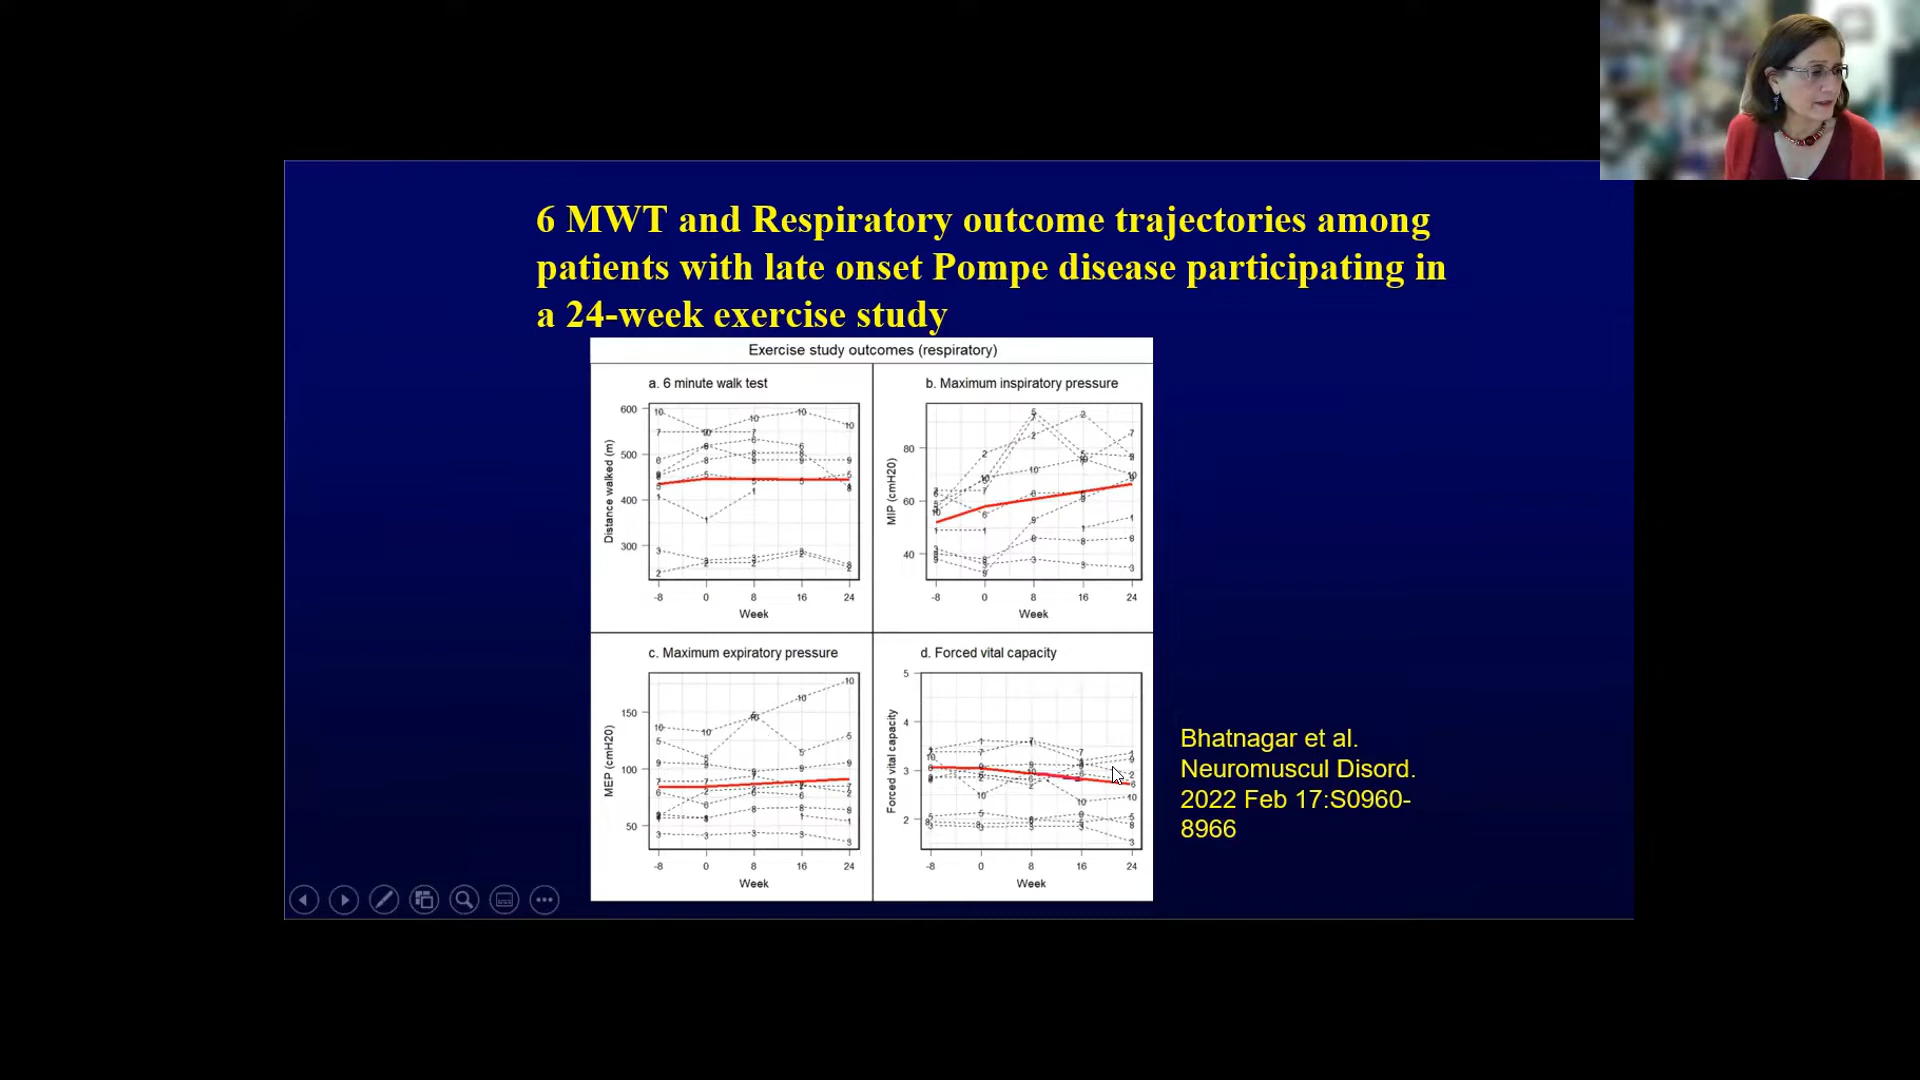 6 MWT and Respiratory outcome trajectories among
patients with late onset Pompe disease participating in
a 24-week exercise study
Exercise study outcomes (respiratory)
a. 6 minute walk test
600
500
400
300
Distance walked (m)
-8 0 8 16 24
Week
b. Maximum inspiratory pressure
80
60
40
MIP (cmH20)
-8 0 8 16 24
Week
c. Maximum expiratory pressure
150
100
50
MEP (cmH20)
-8 0 8 16 24
Week
d. Forced vital capacity
5
4
3
2
Forced vital capacity
-8 0 8 16 24
Week
Bhatnagar et al.
Neuromuscul Disord.
2022 Feb 17:S0960-
8966